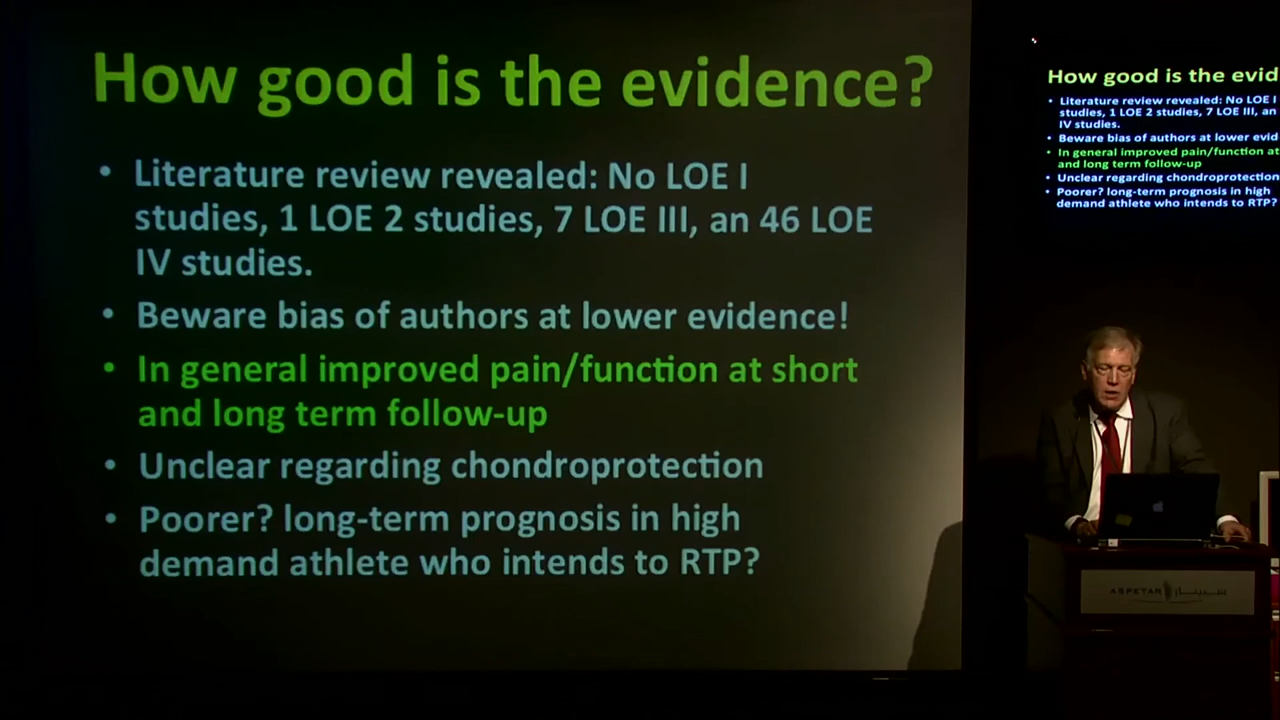 How good is the evidence?
• Literature review revealed: No LOE I
studies, 1 LOE 2 studies, 7 LOE III, an 46 LOE
IV studies.
• Beware bias of authors at lower evidence!
• In general improved pain/function at short
and long term follow-up
• Unclear regarding chondroprotection
• Poorer? long-term prognosis in high
demand athlete who intends to RTP?
How good is the evid
• Literature review revealed: No LOE I
studies, 1 LOE 2 studies, 7 LOE III, an
IV studies.
• Beware bias of authors at lower evid
• In general improved pain/function at
and long term follow-up
• Unclear regarding chondroprotection
• Poorer? long-term prognosis in high
demand athlete who intends to RTP?
ASPETAR سبيتار